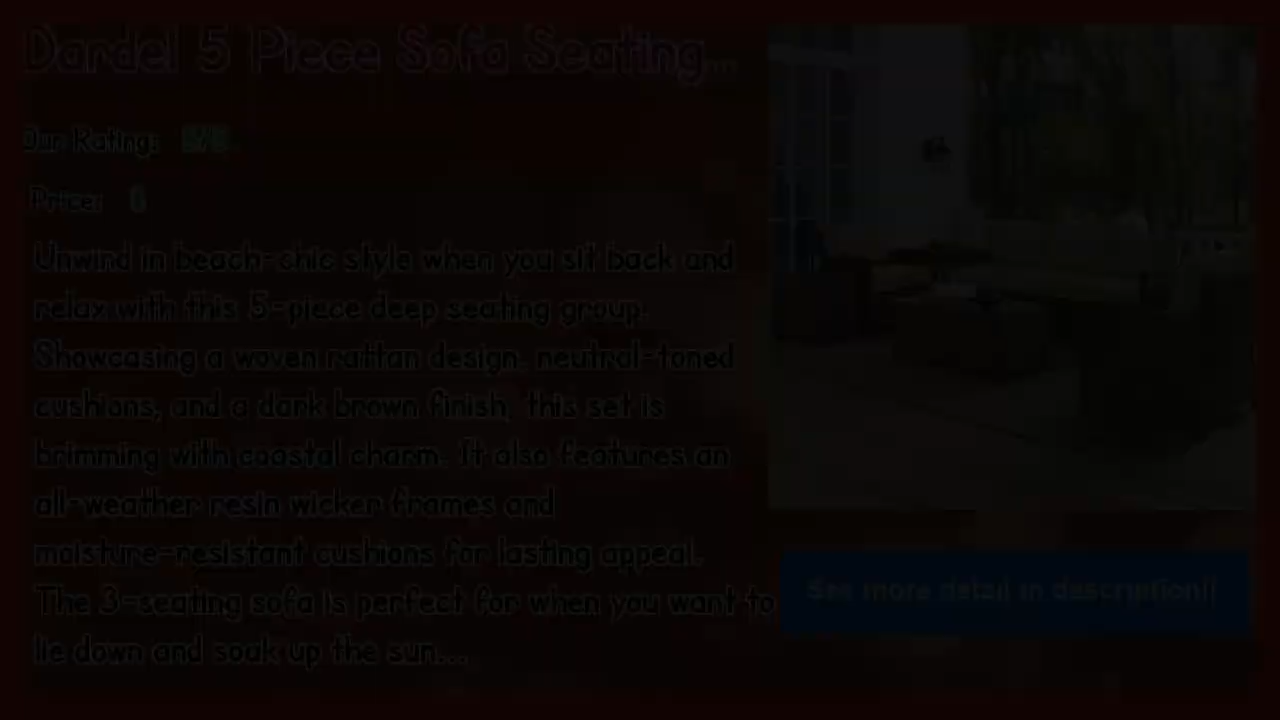 Dardel 5 Piece Sofa Seating...
Our Rating: 5/5
Price: $
Unwind in beach-chic style when you sit back and
relax with this 5-piece deep seating group.
Showcasing a woven rattan design, neutral-toned
cushions, and a dark brown finish, this set is
brimming with coastal charm. It also features an
all-weather resin wicker frames and
moisture-resistant cushions for lasting appeal.
The 3-seating sofa is perfect for when you want to
lie down and soak up the sun...
See more detail in description!!